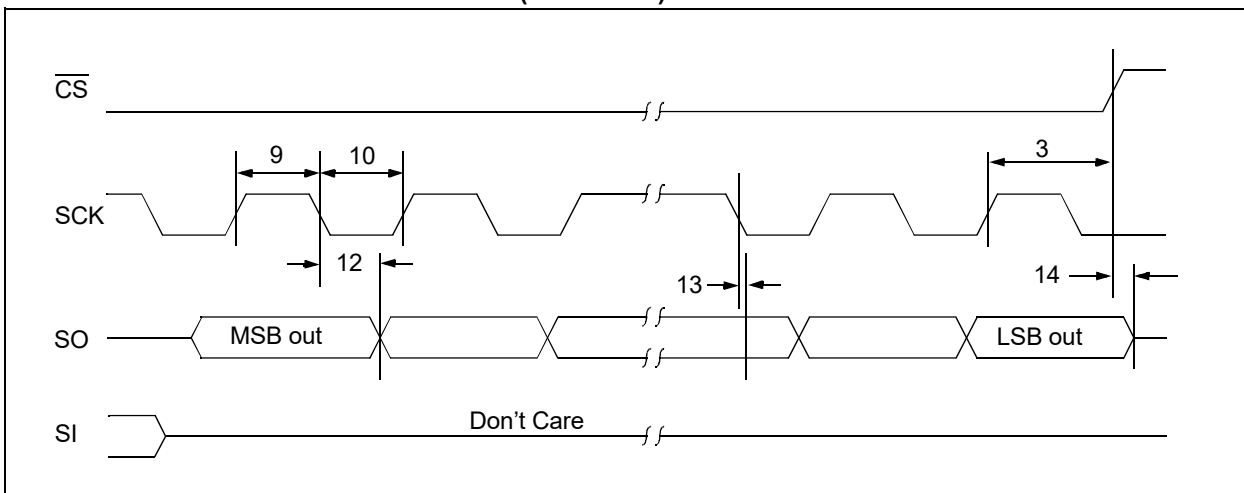 CS
9
10
3
SCK
12
13
14
SO
MSB out
LSB out
SI
Don't Care